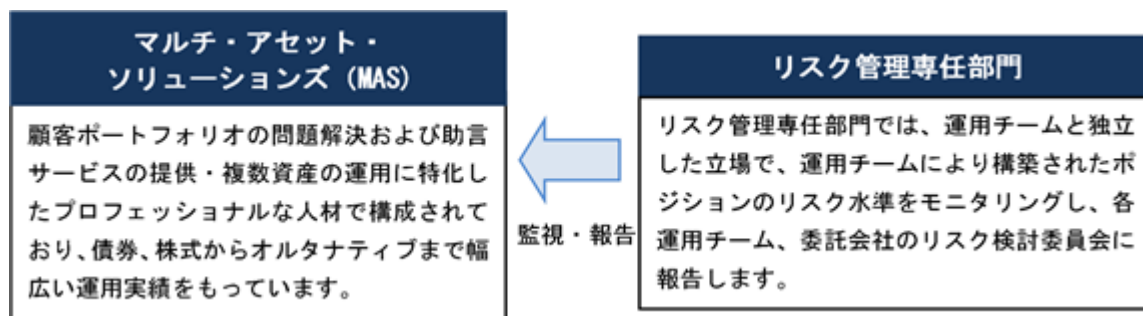 マルチ・アセット・
ソリューションズ (MAS)
顧客ポートフォリオの問題解決および助言
サービスの提供・複数資産の運用に特化し
たプロフェッショナルな人材で構成されて
おり、債券、株式からオルタナティブまで幅
広い運用実績をもっています。
監視・報告
リスク管理専任部門
リスク管理専任部門では、運用チームと独立
した立場で、運用チームにより構築されたポ
ジションのリスク水準をモニタリングし、各
運用チーム、委託会社のリスク検討委員会に
報告します。